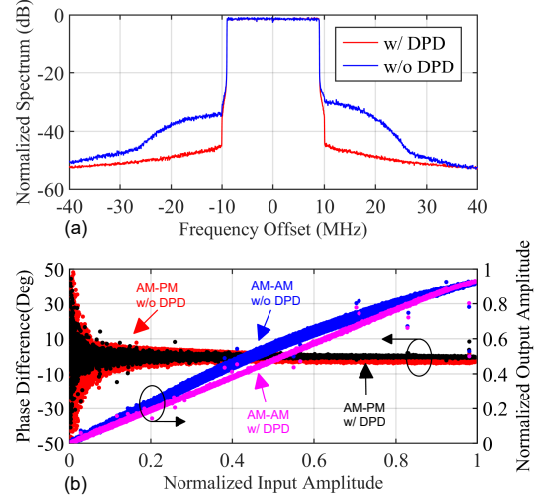 Normalized Spectrum (dB)
0
-20
-40
-60
w/ DPD
w/o DPD
-40 -30 -20 -10 0 10 20 30 40
(a)
Frequency Offset (MHz)
Phase Difference(Deg)
50
30
10
-10
-30
-50
AM-PM
w/o DPD
AM-AM
w/o DPD
AM-AM
w/ DPD
AM-PM
w/ DPD
1
0.8
0.6
0.4
0.2
0
Normalized Output Amplitude
0 0.2 0.4 0.6 0.8 1
(b)
Normalized Input Amplitude